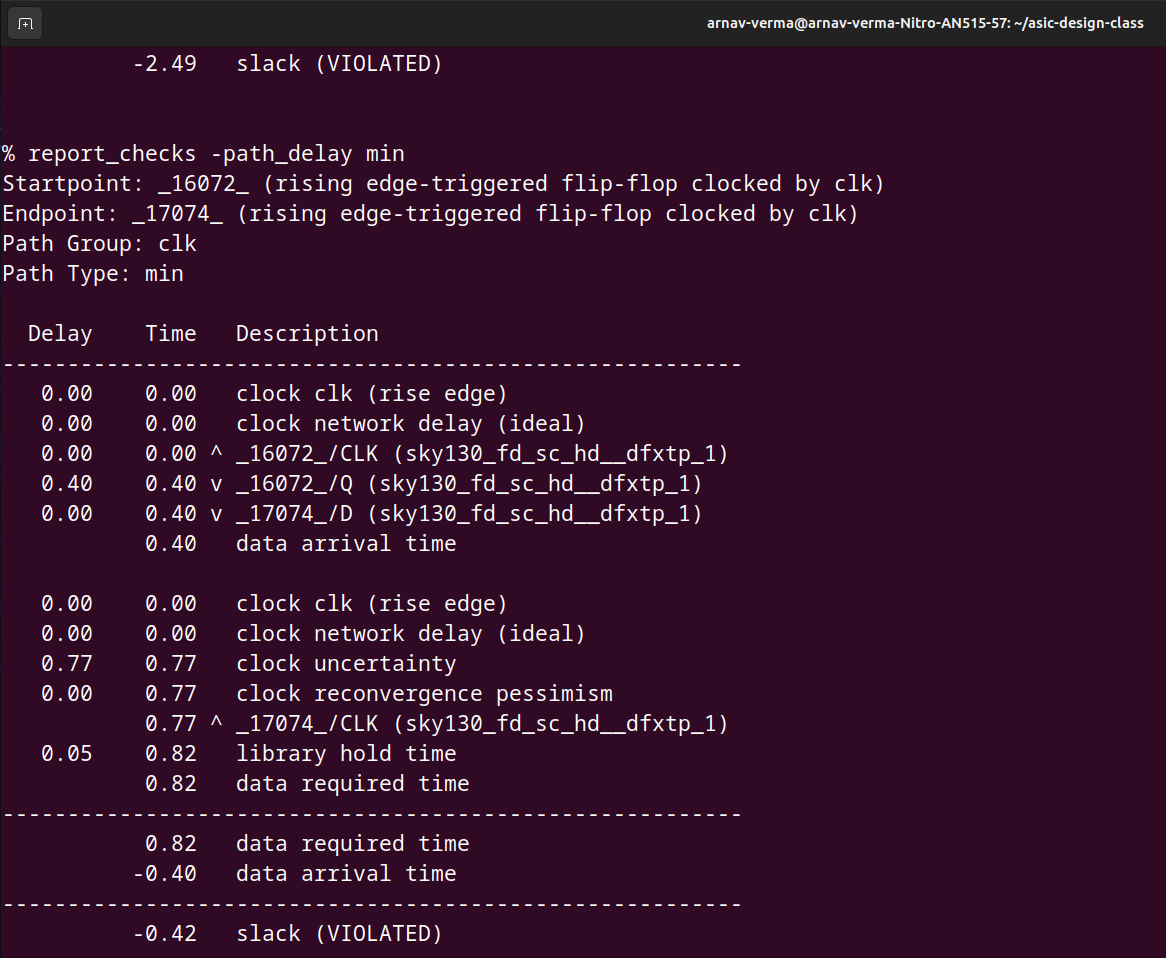 arnav-verma@arnav-verma-Nitro-AN515-57: ~/asic-design-class
-2.49   slack (VIOLATED)
% report_checks -path_delay min
Startpoint: _16072_ (rising edge-triggered flip-flop clocked by clk)
Endpoint: _17074_ (rising edge-triggered flip-flop clocked by clk)
Path Group: clk
Path Type: min
  Delay    Time   Description
---------------------------------------------------------
   0.00    0.00   clock clk (rise edge)
   0.00    0.00   clock network delay (ideal)
   0.00    0.00 ^ _16072_/CLK (sky130_fd_sc_hd__dfxtp_1)
   0.40    0.40 v _16072_/Q (sky130_fd_sc_hd__dfxtp_1)
   0.00    0.40 v _17074_/D (sky130_fd_sc_hd__dfxtp_1)
           0.40   data arrival time
   0.00    0.00   clock clk (rise edge)
   0.00    0.00   clock network delay (ideal)
   0.77    0.77   clock uncertainty
   0.00    0.77   clock reconvergence pessimism
           0.77 ^ _17074_/CLK (sky130_fd_sc_hd__dfxtp_1)
   0.05    0.82   library hold time
           0.82   data required time
---------------------------------------------------------
           0.82   data required time
          -0.40   data arrival time
---------------------------------------------------------
          -0.42   slack (VIOLATED)